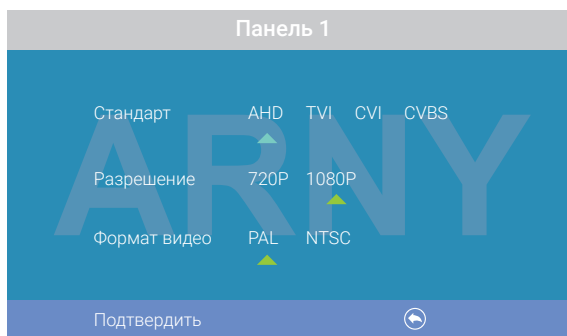 Панель 1
Стандарт AHD TVI CVI CVBS
Разрешение 720P 1080P
Формат видео PAL NTSC
ARNY
Подтвердить